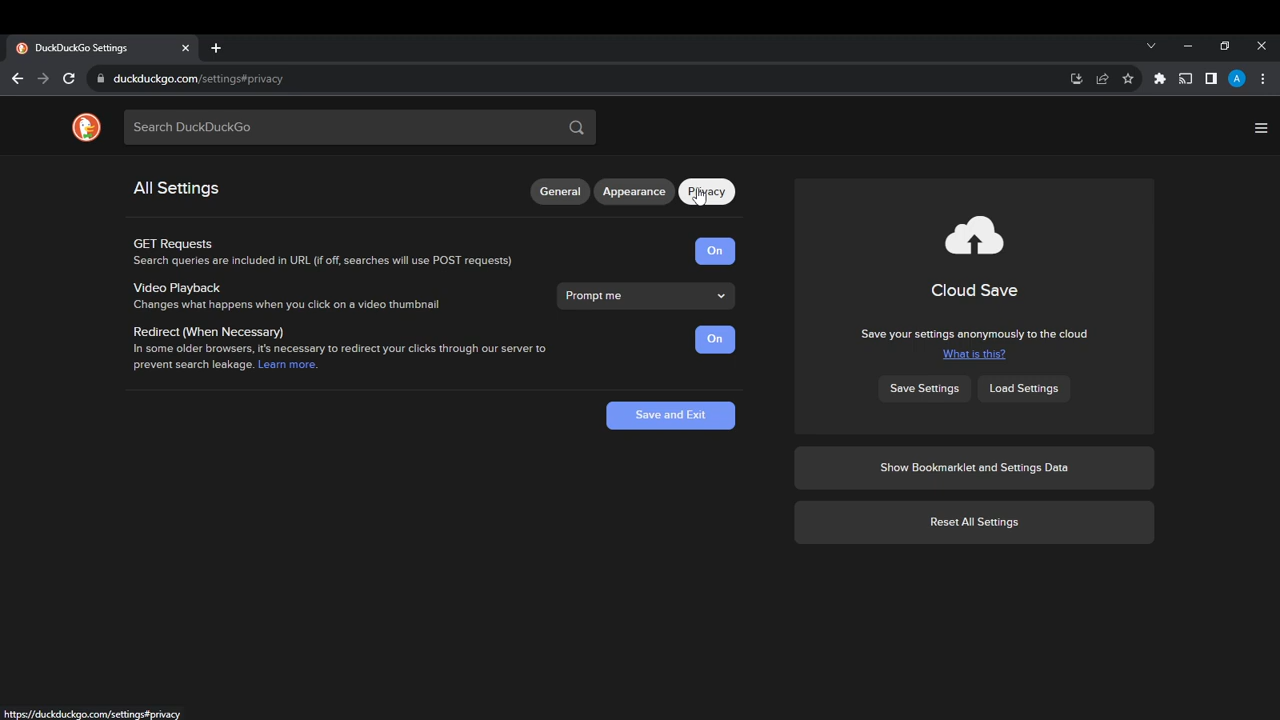 DuckDuckGo Settings
duckduckgo.com/settings#privacy
A
Search DuckDuckGo
All Settings
General
Appearance
Privacy
GET Requests
Search queries are included in URL (if off, searches will use POST requests)
On
Video Playback
Changes what happens when you click on a video thumbnail
Prompt me
Redirect (When Necessary)
In some older browsers, it's necessary to redirect your clicks through our server to
prevent search leakage. Learn more.
On
Save and Exit
Cloud Save
Save your settings anonymously to the cloud
What is this?
Save Settings
Load Settings
Show Bookmarklet and Settings Data
Reset All Settings
https://duckduckgo.com/settings#privacy